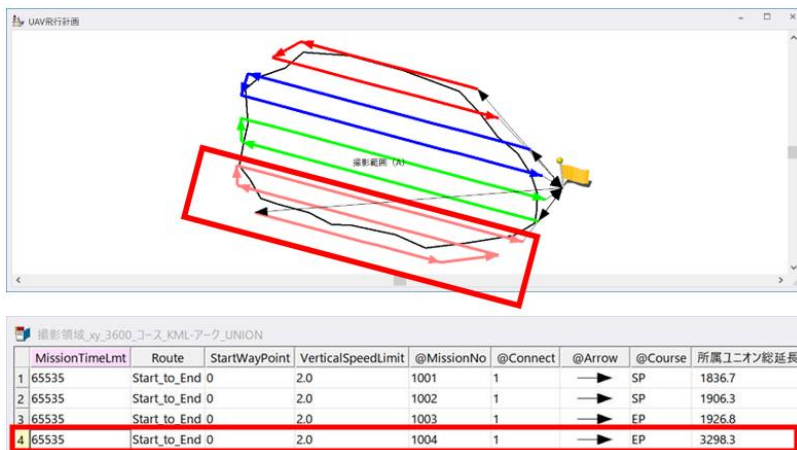 UAV飛行計画
撮影範囲（A）
撮影領域_xy_3600_コース_KML-アーク_UNION
MissionTimeLmt Route StartWayPoint VerticalSpeedLimit @MissionNo @Connect @Arrow @Course 所属ユニオン総延長
1 65535 Start_to_End 0 2.0 1001 1 SP 1836.7
2 65535 Start_to_End 0 2.0 1002 1 SP 1906.3
3 65535 Start_to_End 0 2.0 1003 1 EP 1926.8
4 65535 Start_to_End 0 2.0 1004 1 EP 3298.3